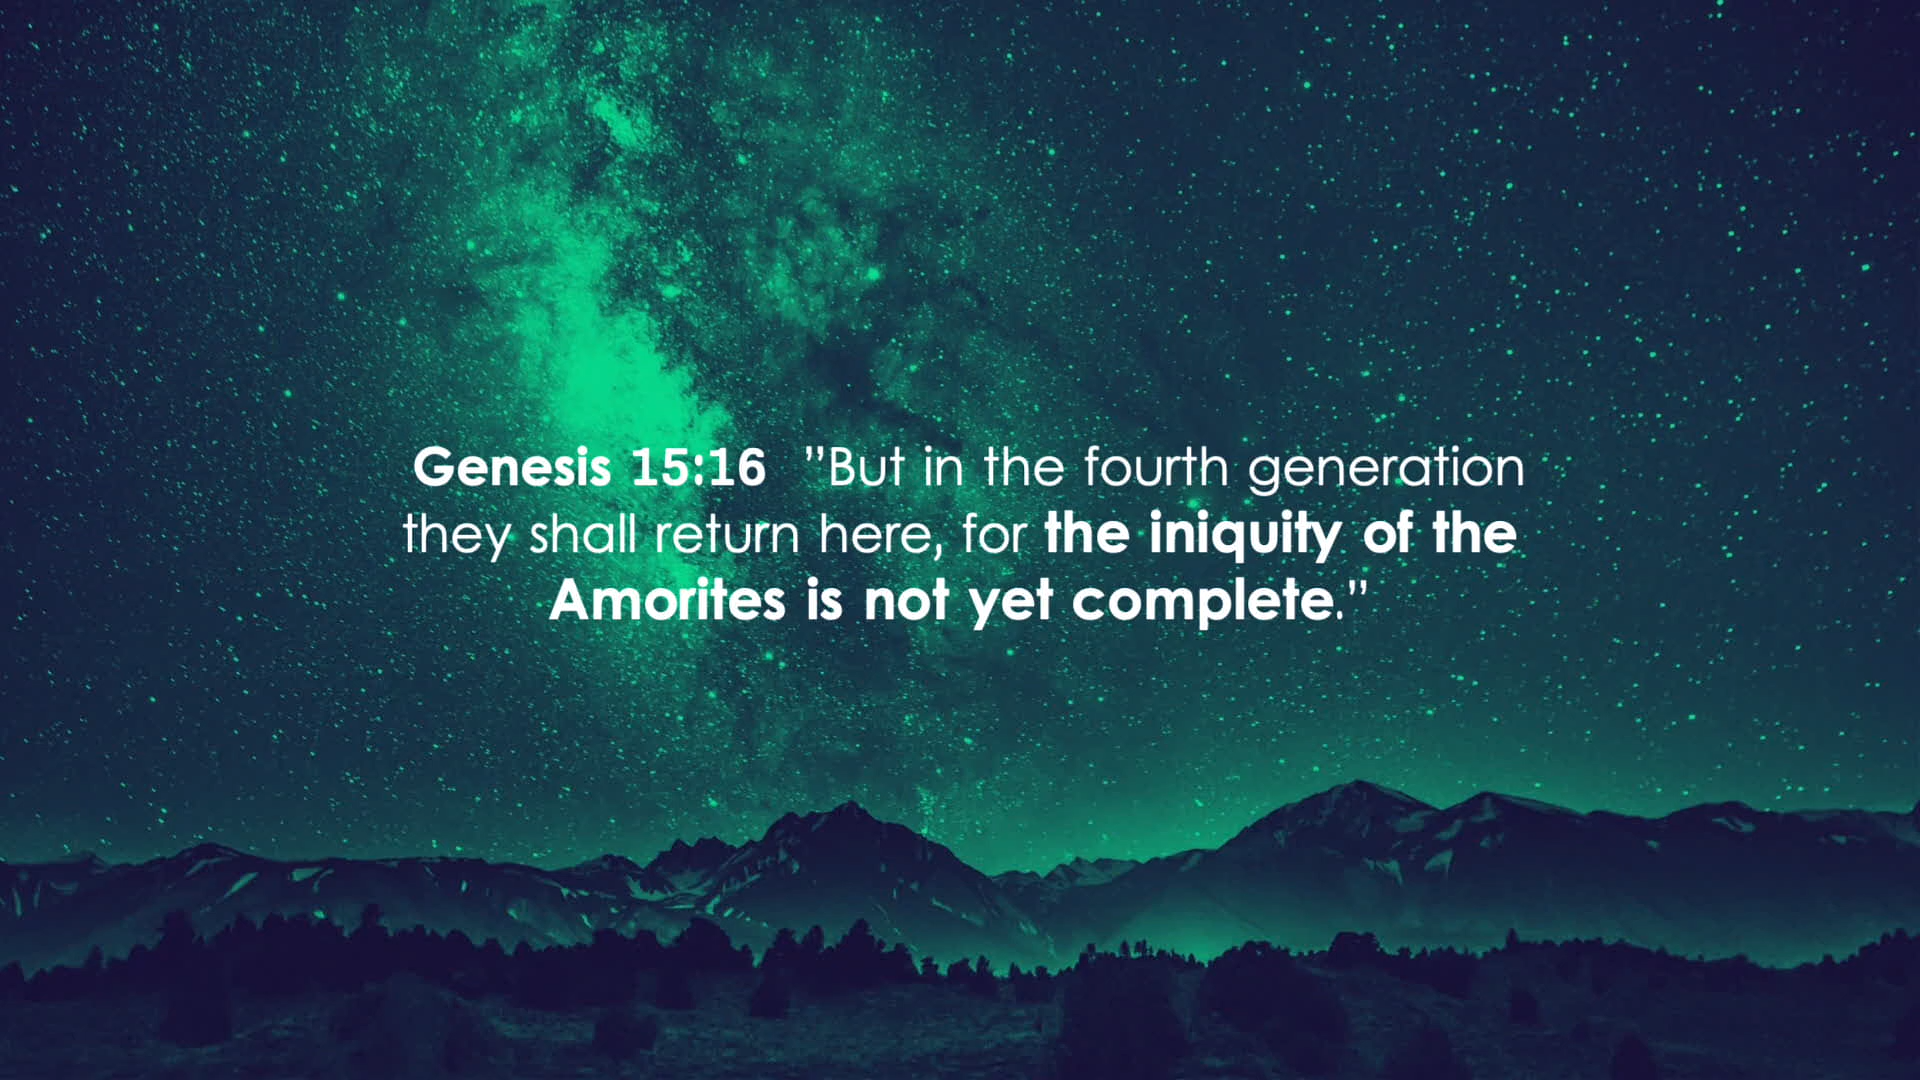 Genesis 15:16  ”But in the fourth generation
they shall return here, for the iniquity of the
Amorites is not yet complete.”